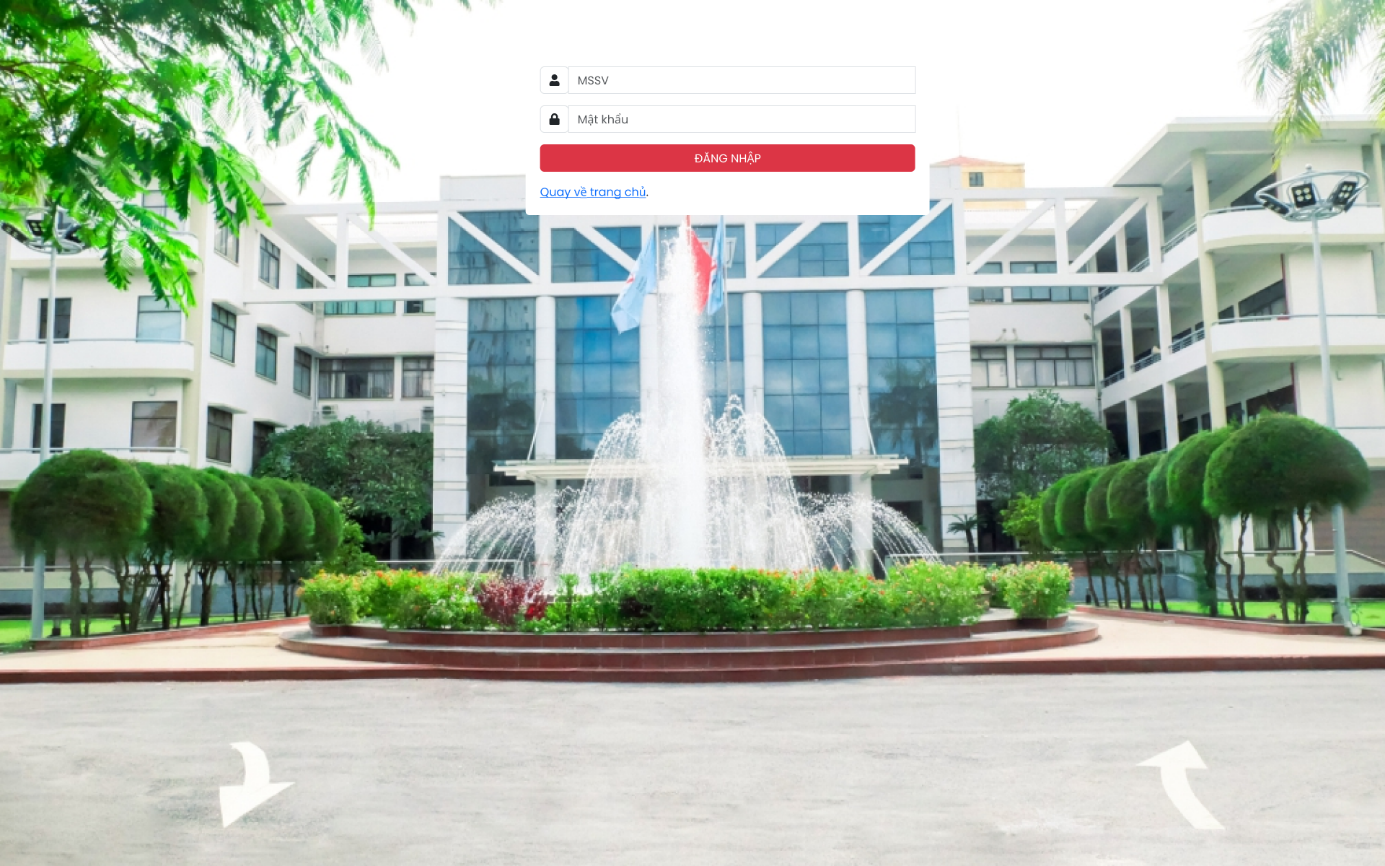 MSSV
Mật khẩu
ĐĂNG NHẬP
Quay về trang chủ.